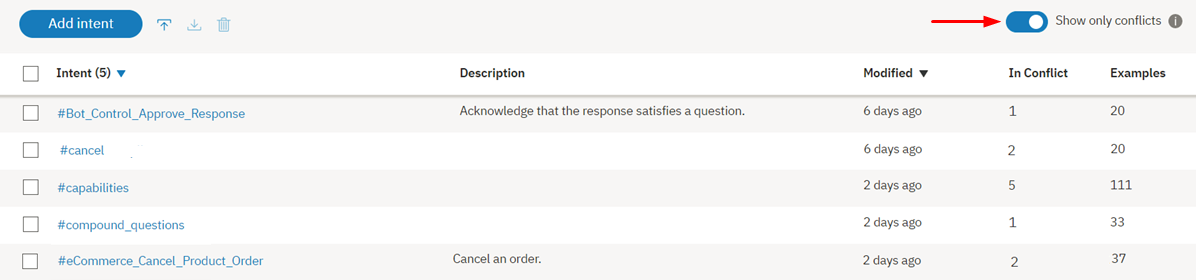 Add intent Show only conflicts
Intent (5) Description Modified In Conflict Examples
#Bot_Control_Approve_Response Acknowledge that the response satisfies a question. 6 days ago 1 20
#cancel 6 days ago 2 20
#capabilities 2 days ago 5 111
#compound_questions 2 days ago 1 33
#eCommerce_Cancel_Product_Order Cancel an order. 6 days ago 2 37